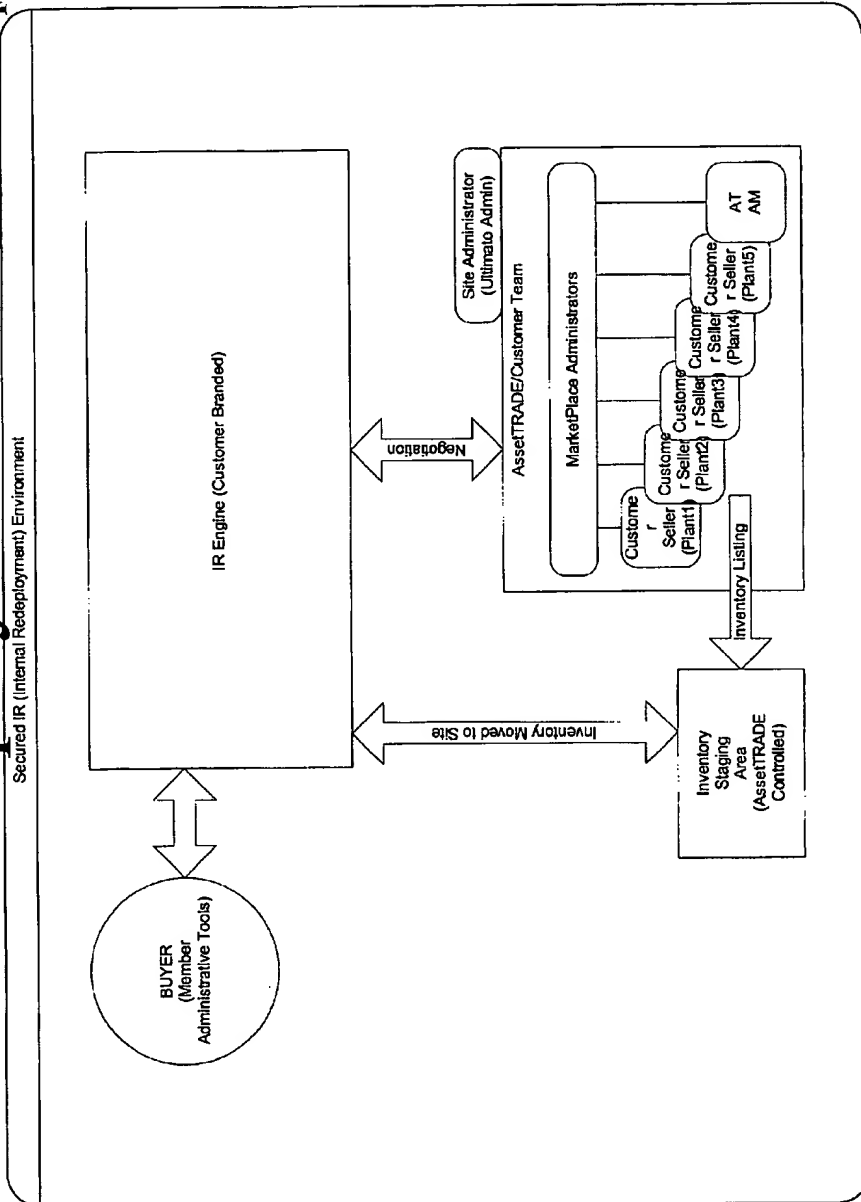 Secured IR (Internal Redeployment) Environment
IR Engine (Customer Branded)
BUYER
(Member
Administrative Tools)
Negotiation
Inventory Moved to Site
Site Administrator
(Ultimato Admin)
AssetTRADE/Customer Team
MarketPlace Administrators
Custome
r
Seller
(Plant1)
Custome
r Seller
(Plant2)
Custome
r Seller
(Plant3)
Custome
r Seller
(Plant4)
Custome
r Seller
(Plant5)
AT
AM
Inventory Listing
Inventory
Staging
Area
(AssetTRADE
Controlled)